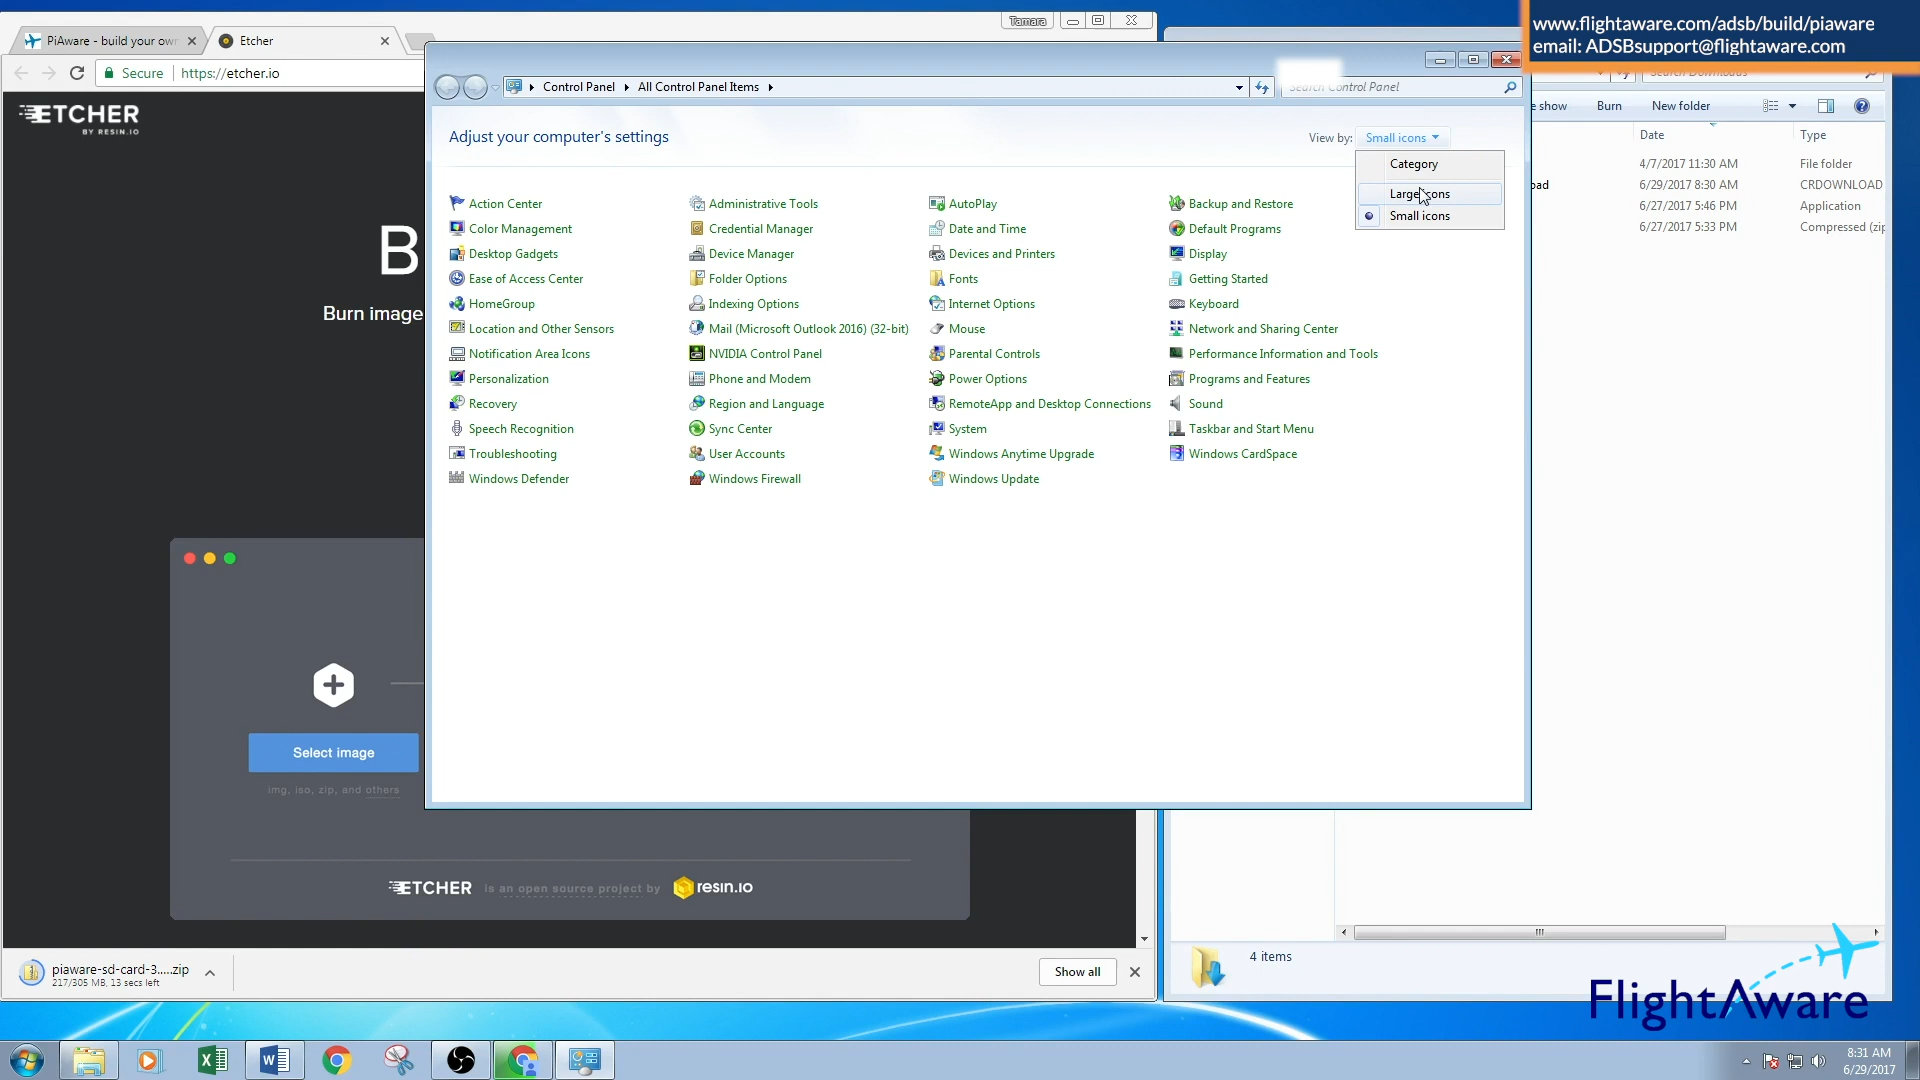 www.flightaware.com/adsb/build/piaware
email: ADSBsupport@flightaware.com
Tamara
PiAware - build your own
Etcher
Secure
https://etcher.io
ETCHER
BY RESIN.IO
B
Burn image
Select image
img, iso, zip, and others
ETCHER is an open source project by resin.io
piaware-sd-card-3.....zip
217/305 MB, 13 secs left
Show all
Control Panel
All Control Panel Items
Search Control Panel
Adjust your computer's settings
View by:
Small icons
Category
Large icons
Small icons
Action Center
Administrative Tools
AutoPlay
Backup and Restore
Color Management
Credential Manager
Date and Time
Default Programs
Desktop Gadgets
Device Manager
Devices and Printers
Display
Ease of Access Center
Folder Options
Fonts
Getting Started
HomeGroup
Indexing Options
Internet Options
Keyboard
Location and Other Sensors
Mail (Microsoft Outlook 2016) (32-bit)
Mouse
Network and Sharing Center
Notification Area Icons
NVIDIA Control Panel
Parental Controls
Performance Information and Tools
Personalization
Phone and Modem
Power Options
Programs and Features
Recovery
Region and Language
RemoteApp and Desktop Connections
Sound
Speech Recognition
Sync Center
System
Taskbar and Start Menu
Troubleshooting
User Accounts
Windows Anytime Upgrade
Windows CardSpace
Windows Defender
Windows Firewall
Windows Update
Search Downloads
e show
Burn
New folder
Date
Type
4/7/2017 11:30 AM
File folder
oad
6/29/2017 8:30 AM
CRDOWNLOAD
6/27/2017 5:46 PM
Application
6/27/2017 5:33 PM
Compressed (zip
4 items
FlightAware
8:31 AM
6/29/2017